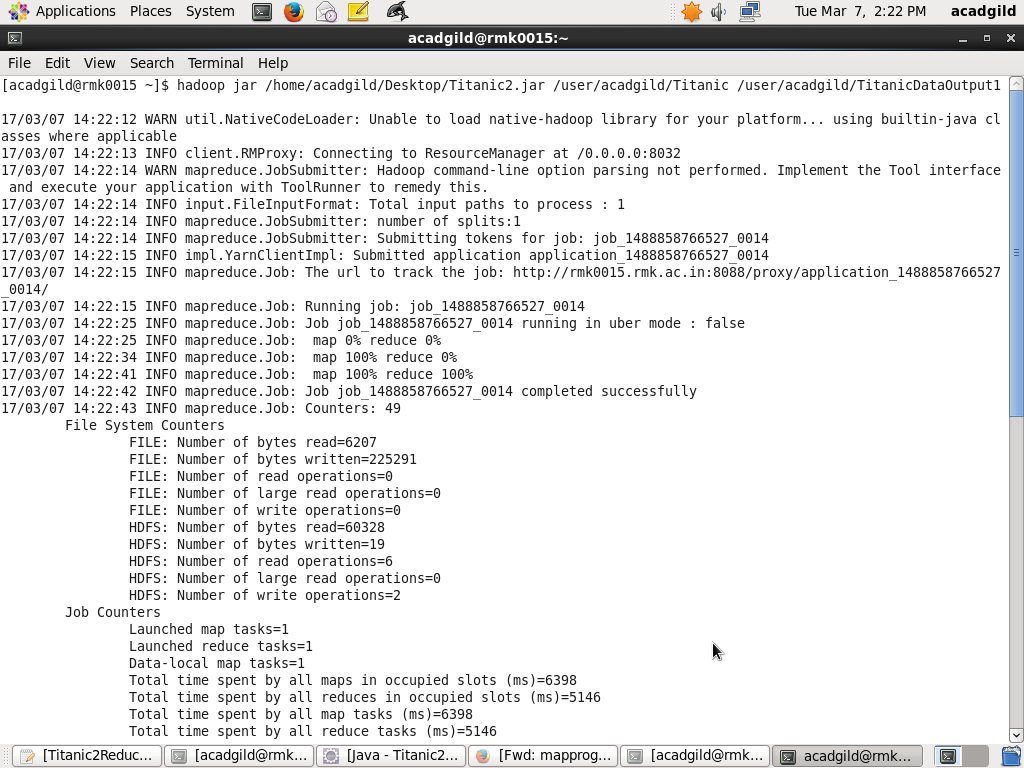 Applications Places System Tue Mar 7, 2:22 PM acadgild
acadgild@rmk0015:~
File Edit View Search Terminal Help
[acadgild@rmk0015 ~]$ hadoop jar /home/acadgild/Desktop/Titanic2.jar /user/acadgild/Titanic /user/acadgild/TitanicDataOutput1
17/03/07 14:22:12 WARN util.NativeCodeLoader: Unable to load native-hadoop library for your platform... using builtin-java cl
asses where applicable
17/03/07 14:22:13 INFO client.RMProxy: Connecting to ResourceManager at /0.0.0.0:8032
17/03/07 14:22:14 WARN mapreduce.JobSubmitter: Hadoop command-line option parsing not performed. Implement the Tool interface
 and execute your application with ToolRunner to remedy this.
17/03/07 14:22:14 INFO input.FileInputFormat: Total input paths to process : 1
17/03/07 14:22:14 INFO mapreduce.JobSubmitter: number of splits:1
17/03/07 14:22:14 INFO mapreduce.JobSubmitter: Submitting tokens for job: job_1488858766527_0014
17/03/07 14:22:15 INFO impl.YarnClientImpl: Submitted application application_1488858766527_0014
17/03/07 14:22:15 INFO mapreduce.Job: The url to track the job: http://rmk0015.rmk.ac.in:8088/proxy/application_1488858766527
_0014/
17/03/07 14:22:15 INFO mapreduce.Job: Running job: job_1488858766527_0014
17/03/07 14:22:25 INFO mapreduce.Job: Job job_1488858766527_0014 running in uber mode : false
17/03/07 14:22:25 INFO mapreduce.Job:  map 0% reduce 0%
17/03/07 14:22:34 INFO mapreduce.Job:  map 100% reduce 0%
17/03/07 14:22:41 INFO mapreduce.Job:  map 100% reduce 100%
17/03/07 14:22:42 INFO mapreduce.Job: Job job_1488858766527_0014 completed successfully
17/03/07 14:22:43 INFO mapreduce.Job: Counters: 49
File System Counters
FILE: Number of bytes read=6207
FILE: Number of bytes written=225291
FILE: Number of read operations=0
FILE: Number of large read operations=0
FILE: Number of write operations=0
HDFS: Number of bytes read=60328
HDFS: Number of bytes written=19
HDFS: Number of read operations=6
HDFS: Number of large read operations=0
HDFS: Number of write operations=2
Job Counters
Launched map tasks=1
Launched reduce tasks=1
Data-local map tasks=1
Total time spent by all maps in occupied slots (ms)=6398
Total time spent by all reduces in occupied slots (ms)=5146
Total time spent by all map tasks (ms)=6398
Total time spent by all reduce tasks (ms)=5146
[Titanic2Reduc... [acadgild@rmk... [Java - Titanic2... [Fwd: mapprog... [acadgild@rmk... acadgild@rmk...